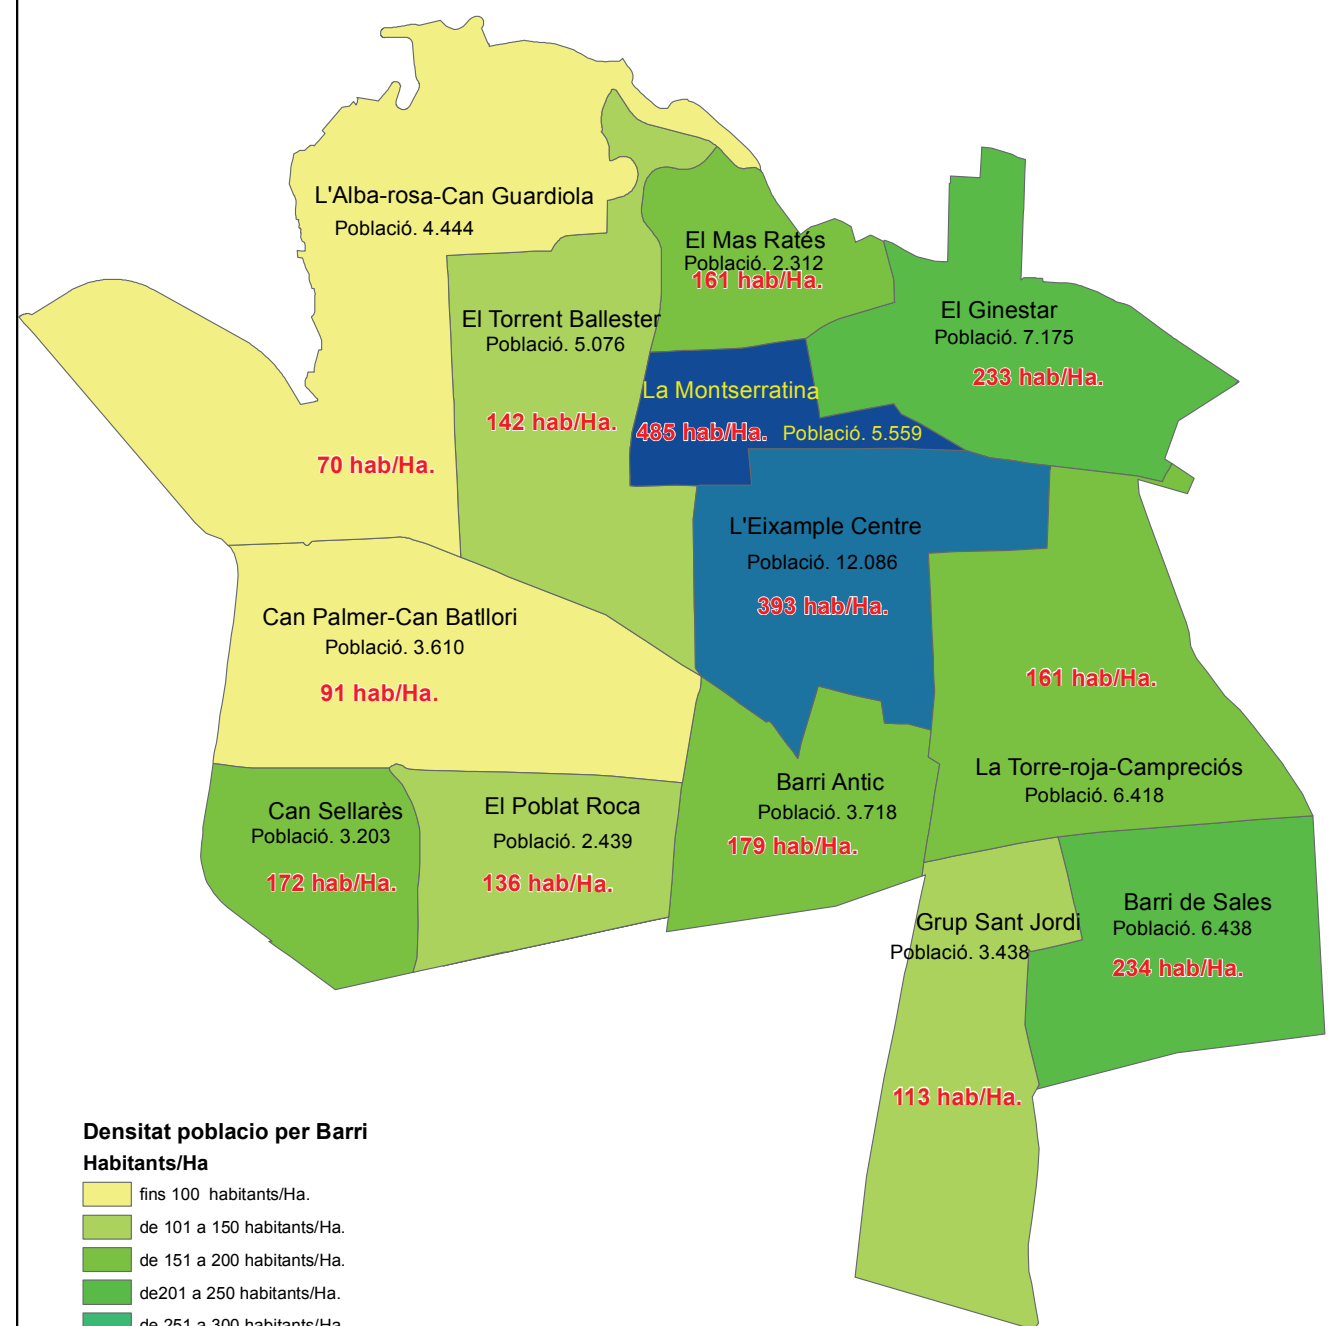 L'Alba-rosa-Can Guardiola
Població. 4.444
70 hab/Ha.
El Mas Ratés
Població. 2.312
161 hab/Ha.
El Torrent Ballester
Població. 5.076
142 hab/Ha.
El Ginestar
Població. 7.175
233 hab/Ha.
La Montserratina
485 hab/Ha. Població. 5.559
L'Eixample Centre
Població. 12.086
393 hab/Ha.
Can Palmer-Can Batllori
Població. 3.610
91 hab/Ha.
161 hab/Ha.
La Torre-roja-Campreciós
Població. 6.418
Can Sellarès
Població. 3.203
172 hab/Ha.
El Poblat Roca
Població. 2.439
136 hab/Ha.
Barri Antic
Població. 3.718
179 hab/Ha.
Grup Sant Jordi
Població. 3.438
113 hab/Ha.
Barri de Sales
Població. 6.438
234 hab/Ha.
Densitat poblacio per Barri
Habitants/Ha
fins 100 habitants/Ha.
de 101 a 150 habitants/Ha.
de 151 a 200 habitants/Ha.
de201 a 250 habitants/Ha.
de 251 a 300 habitants/Ha.